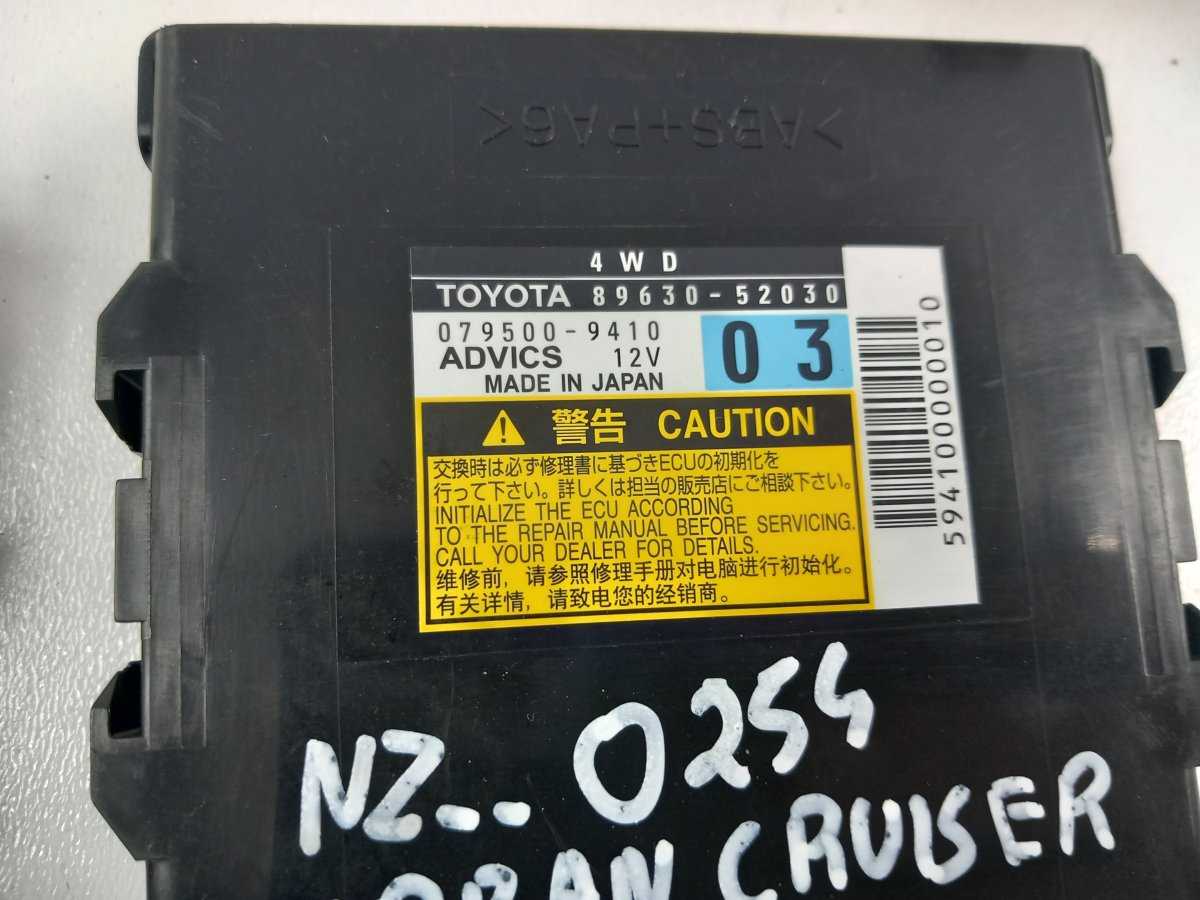 >ABS+PA6<
4WD
TOYOTA 89630-52030
079500-9410
ADVICS 12V
03
MADE IN JAPAN
5941000000010
警告 CAUTION
交換時は必ず修理書に基づきECUの初期化を
行って下さい。詳しくは担当の販売店にご相談下さい。
INITIALIZE THE ECU ACCORDING
TO THE REPAIR MANUAL BEFORE SERVICING.
CALL YOUR DEALER FOR DETAILS.
维修前，请参照修理手册对电脑进行初始化。
有关详情，请致电您的经销商。
NZ-- 0254
CRUISER